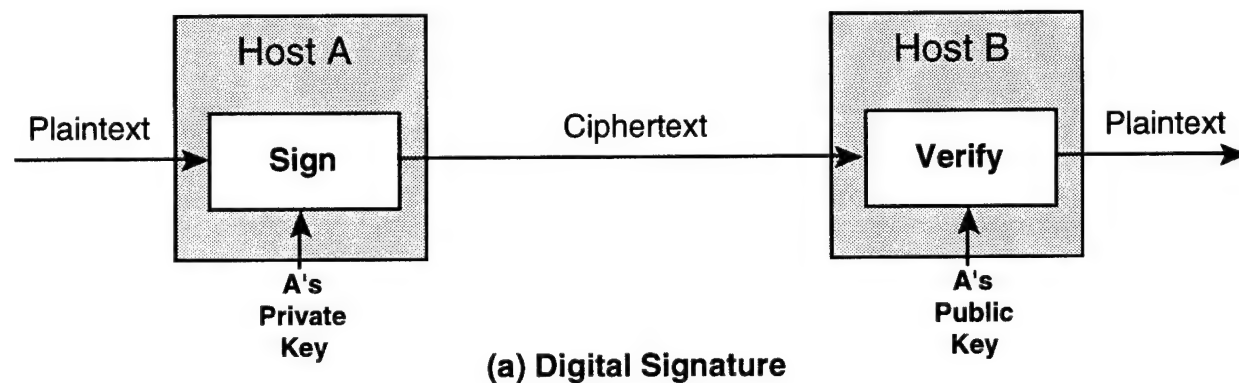 Host A
Host B
Plaintext
Ciphertext
Plaintext
Sign
Verify
A's
Private
Key
A's
Public
Key
(a) Digital Signature